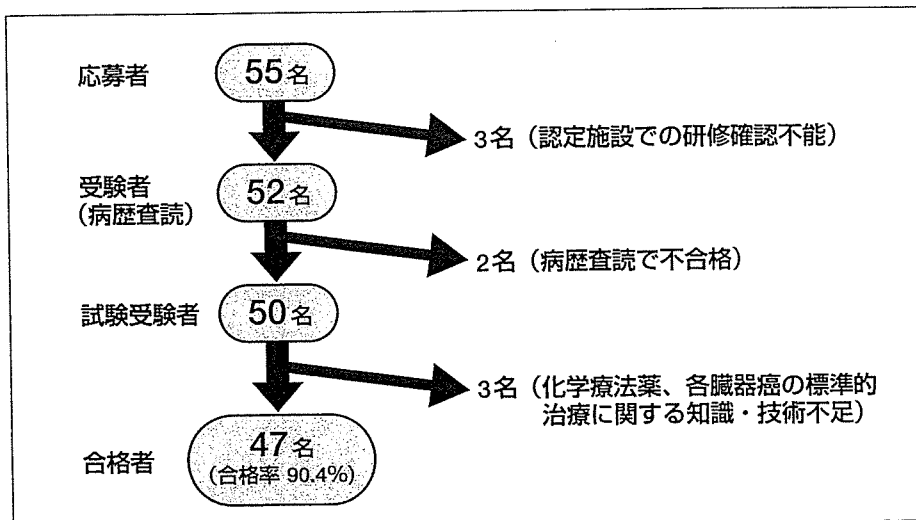 応募者
55名
3名（認定施設での研修確認不能）
受験者
（病歴査読）
52名
2名（病歴査読で不合格）
試験受験者
50名
3名（化学療法薬、各臓器癌の標準的
治療に関する知識・技術不足）
合格者
47名
（合格率 90.4%）